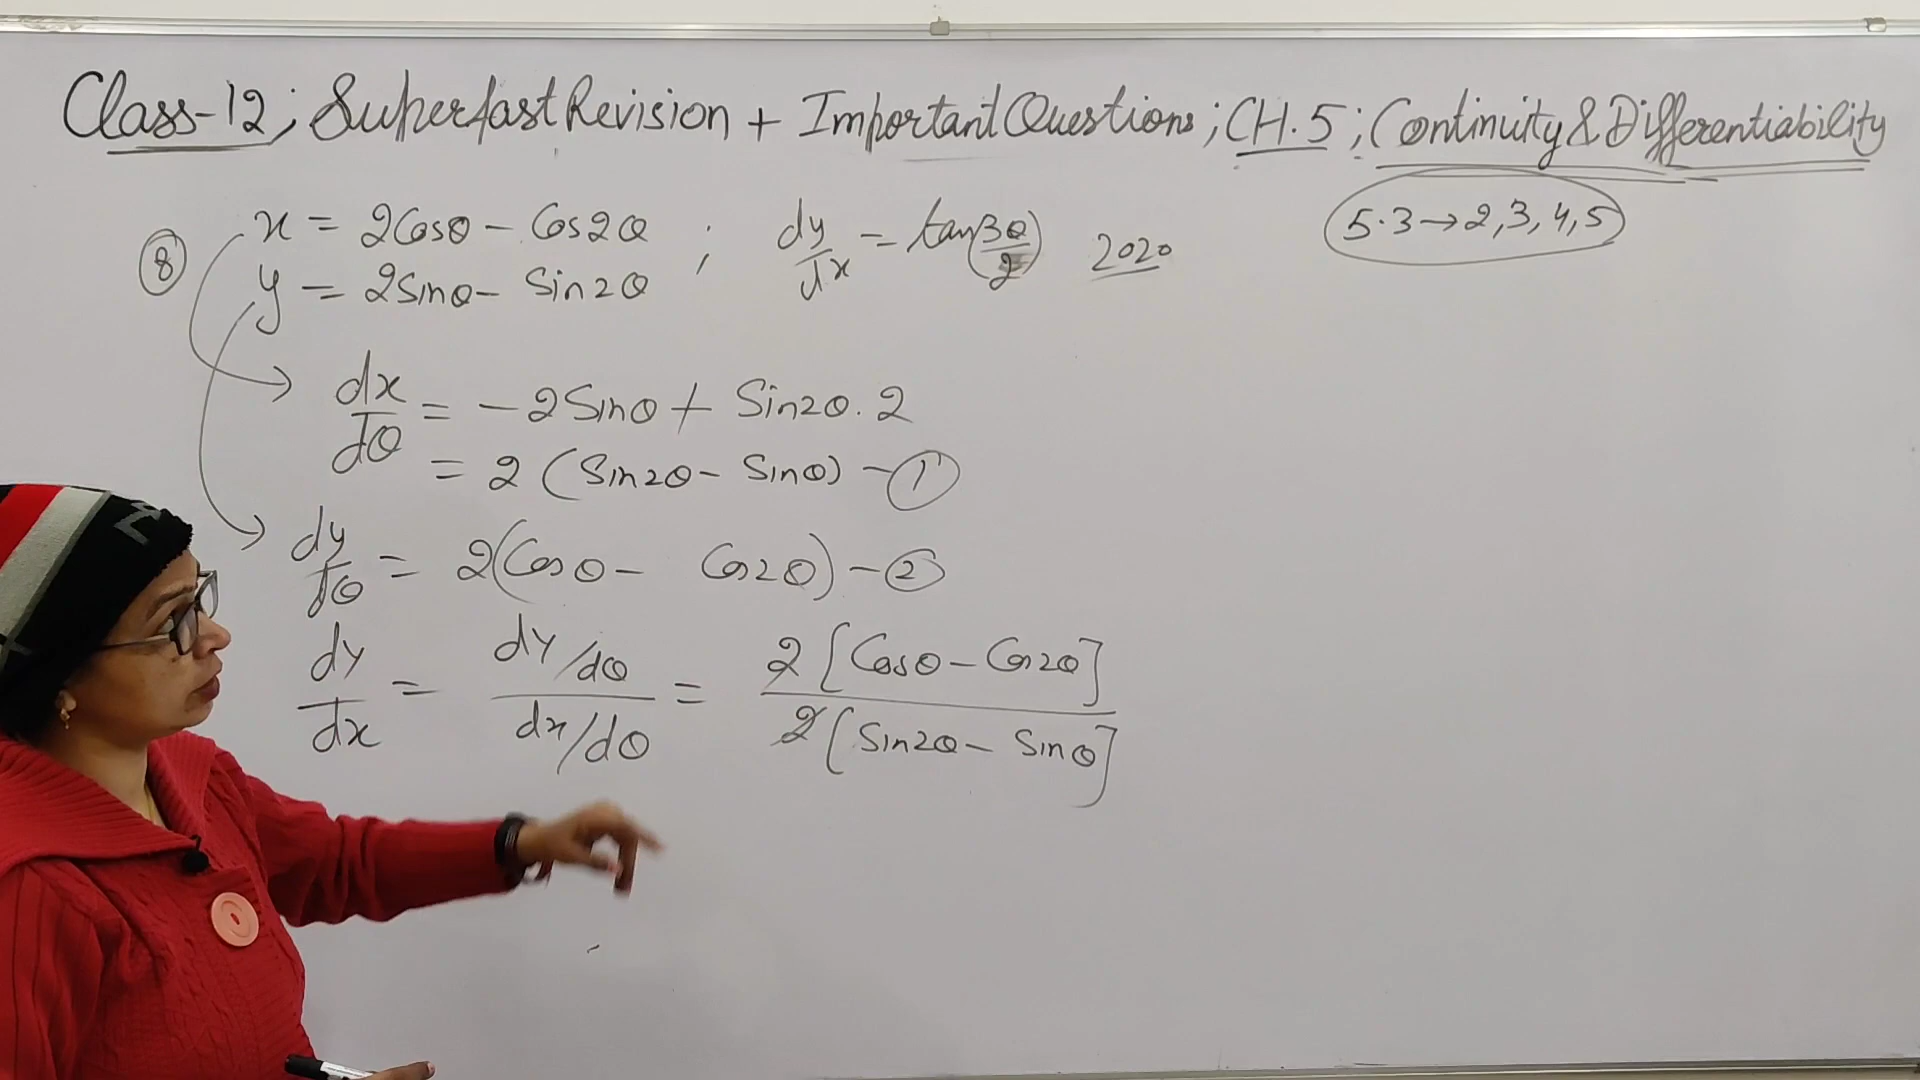 Class-12; Superfast Revision + Important Questions; CH.5; Continuity & Differentiability
5.3→2,3,4,5
⑧ x = 2Cosθ - Cos2θ ; dy/dx = tan(3θ/2) 2020
y = 2Sinθ - Sin2θ
dx/dθ = -2Sinθ + Sin2θ.2
= 2 (Sin2θ - Sinθ) - ①
dy/dθ = 2(Cosθ - Cos2θ) - ②
dy/dx = dy/dθ / dx/dθ = 2[Cosθ - Cos2θ] / 2[Sin2θ - Sinθ]